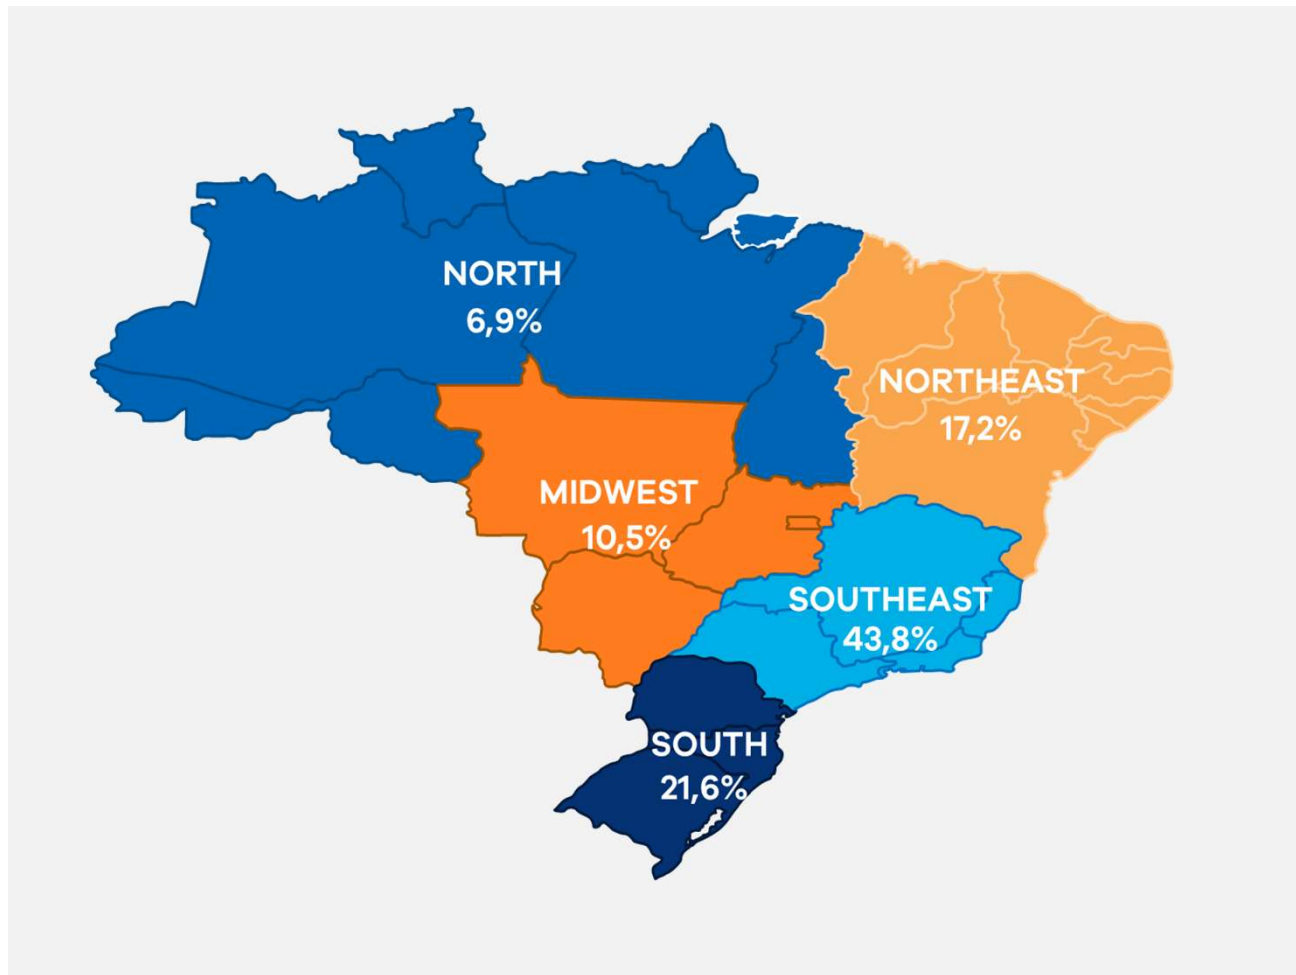 NORTH
6,9%
NORTHEAST
17,2%
MIDWEST
10,5%
SOUTHEAST
43,8%
SOUTH
21,6%